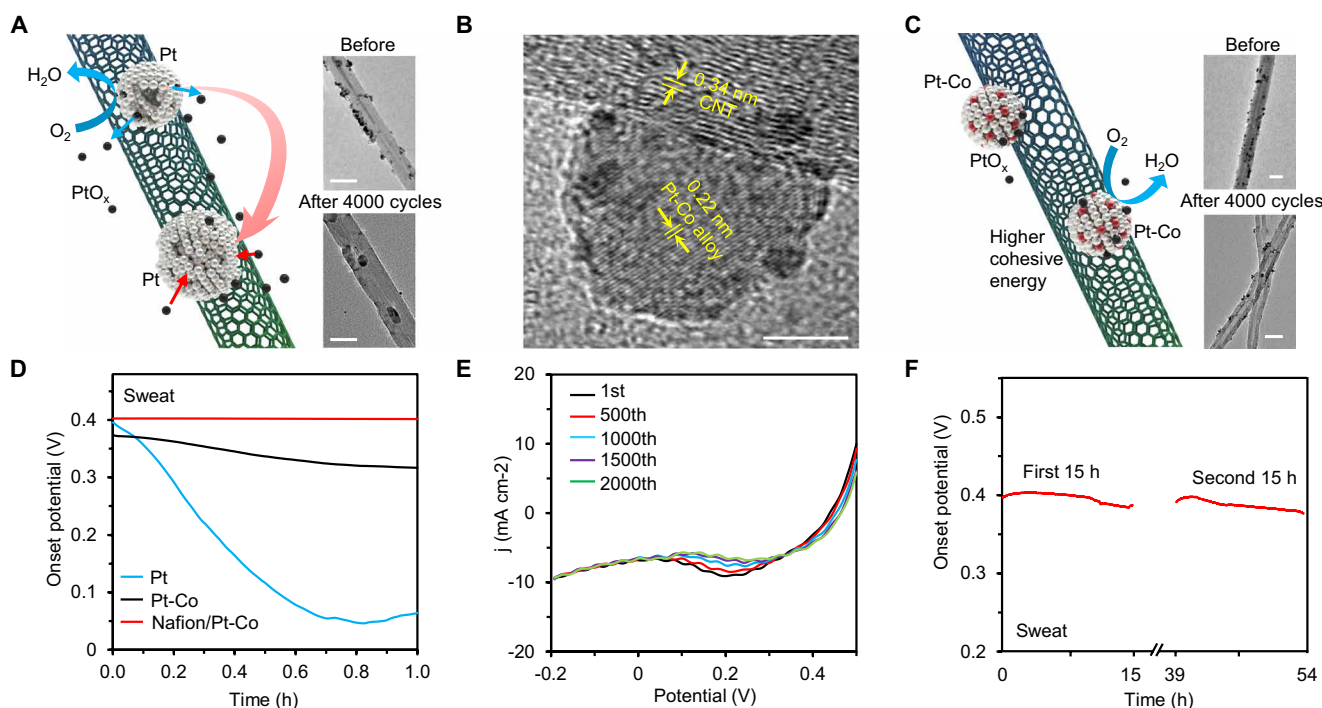 A
Pt
H₂O
O₂
PtOₓ
Pt
Before
After 4000 cycles
B
0.34 nm
CNT
0.22 nm
Pt-Co alloy
C
Pt-Co
PtOₓ
O₂
H₂O
Pt-Co
Higher
cohesive
energy
Before
After 4000 cycles
D
Sweat
Onset potential (V)
0.4
0.3
0.2
0.1
0
Pt
Pt-Co
Nafion/Pt-Co
0.0 0.2 0.4 0.6 0.8 1.0
Time (h)
E
j (mA cm-2)
20
10
0
-10
-20
1st
500th
1000th
1500th
2000th
-0.2 0 0.2 0.4
Potential (V)
F
Onset potential (V)
0.5
0.4
0.3
0.2
First 15 h
Second 15 h
Sweat
0 15 39 54
Time (h)